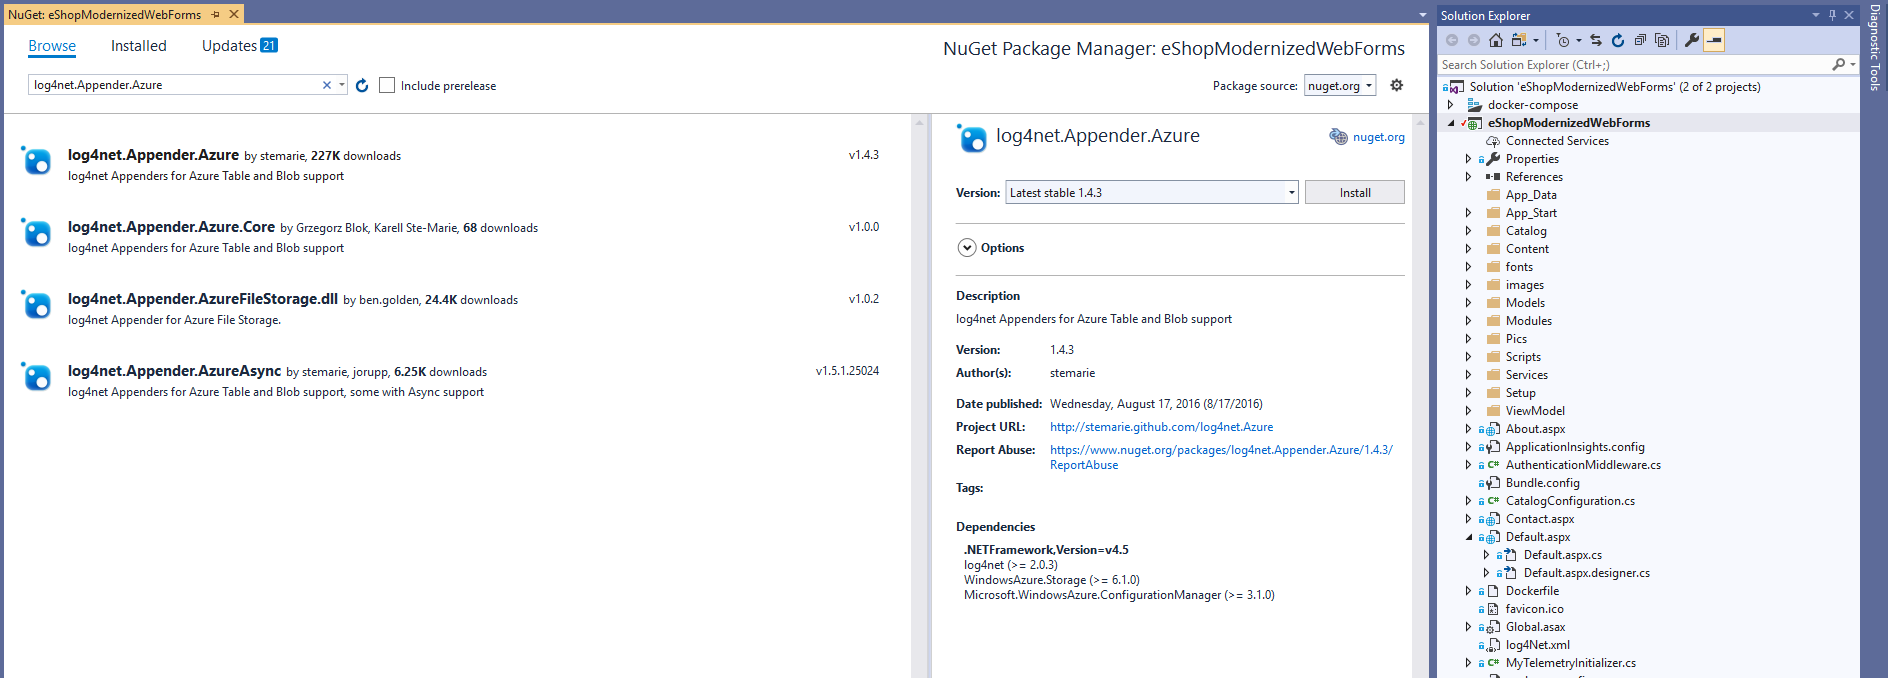 NuGet: eShopModernizedWebForms
Browse Installed Updates 21
NuGet Package Manager: eShopModernizedWebForms
log4net.Appender.Azure
Include prerelease
Package source: nuget.org
log4net.Appender.Azure by stemarie, 227K downloads v1.4.3
log4net Appenders for Azure Table and Blob support
log4net.Appender.Azure.Core by Grzegorz Blok, Karell Ste-Marie, 68 downloads v1.0.0
log4net Appenders for Azure Table and Blob support
log4net.Appender.AzureFileStorage.dll by ben.golden, 24.4K downloads v1.0.2
log4net Appender for Azure File Storage.
log4net.Appender.AzureAsync by stemarie, jorupp, 6.25K downloads v1.5.1.25024
log4net Appenders for Azure Table and Blob support, some with Async support
log4net.Appender.Azure
nuget.org
Version: Latest stable 1.4.3 Install
Options
Description
log4net Appenders for Azure Table and Blob support
Version: 1.4.3
Author(s): stemarie
Date published: Wednesday, August 17, 2016 (8/17/2016)
Project URL: http://stemarie.github.com/log4net.Azure
Report Abuse: https://www.nuget.org/packages/log4net.Appender.Azure/1.4.3/
ReportAbuse
Tags:
Dependencies
.NETFramework,Version=v4.5
log4net (>= 2.0.3)
WindowsAzure.Storage (>= 6.1.0)
Microsoft.WindowsAzure.ConfigurationManager (>= 3.1.0)
Solution Explorer
Search Solution Explorer (Ctrl+;)
Solution 'eShopModernizedWebForms' (2 of 2 projects)
docker-compose
eShopModernizedWebForms
Connected Services
Properties
References
App_Data
App_Start
Catalog
Content
fonts
images
Models
Modules
Pics
Scripts
Services
Setup
ViewModel
About.aspx
ApplicationInsights.config
C# AuthenticationMiddleware.cs
Bundle.config
C# CatalogConfiguration.cs
Contact.aspx
Default.aspx
Default.aspx.cs
Default.aspx.designer.cs
Dockerfile
favicon.ico
Global.asax
log4Net.xml
C# MyTelemetryInitializer.cs
Diagnostic Tools